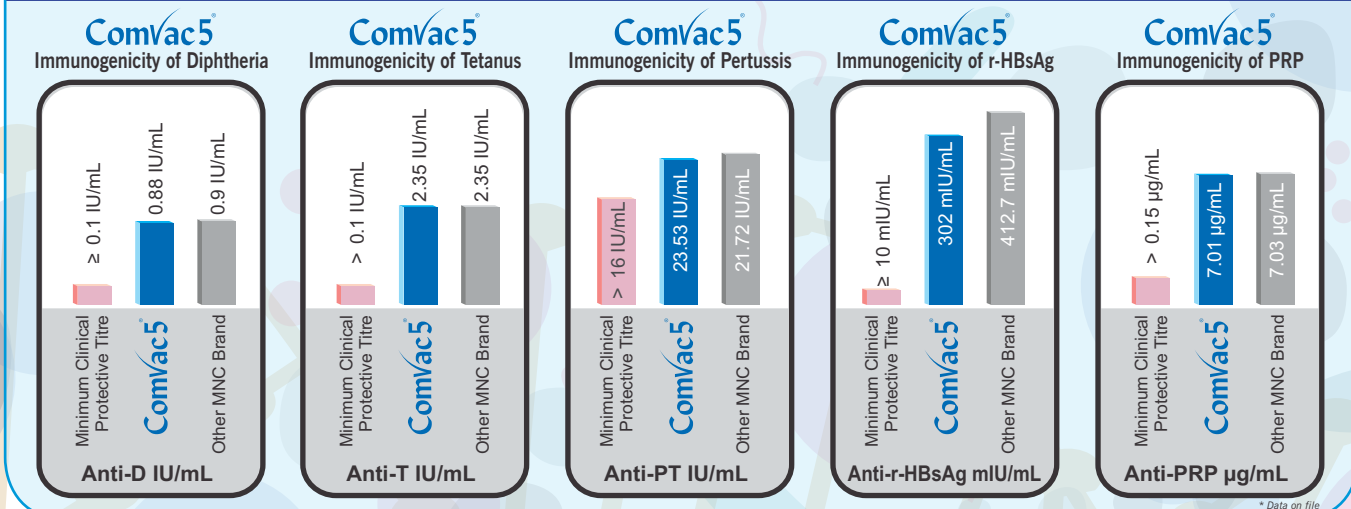 ComVac5®
Immunogenicity of Diphtheria
≥ 0.1 IU/mL
0.88 IU/mL
0.9 IU/mL
Minimum Clinical
Protective Titre
ComVac5®
Other MNC Brand
Anti-D IU/mL
ComVac5®
Immunogenicity of Tetanus
> 0.1 IU/mL
2.35 IU/mL
2.35 IU/mL
Minimum Clinical
Protective Titre
ComVac5®
Other MNC Brand
Anti-T IU/mL
ComVac5®
Immunogenicity of Pertussis
> 16 IU/mL
23.53 IU/mL
21.72 IU/mL
Minimum Clinical
Protective Titre
ComVac5®
Other MNC Brand
Anti-PT IU/mL
ComVac5®
Immunogenicity of r-HBsAg
≥ 10 mIU/mL
302 mIU/mL
412.7 mIU/mL
Minimum Clinical
Protective Titre
ComVac5®
Other MNC Brand
Anti-r-HBsAg mIU/mL
ComVac5®
Immunogenicity of PRP
> 0.15 µg/mL
7.01 µg/mL
7.03 µg/mL
Minimum Clinical
Protective Titre
ComVac5®
Other MNC Brand
Anti-PRP µg/mL
* Data on file